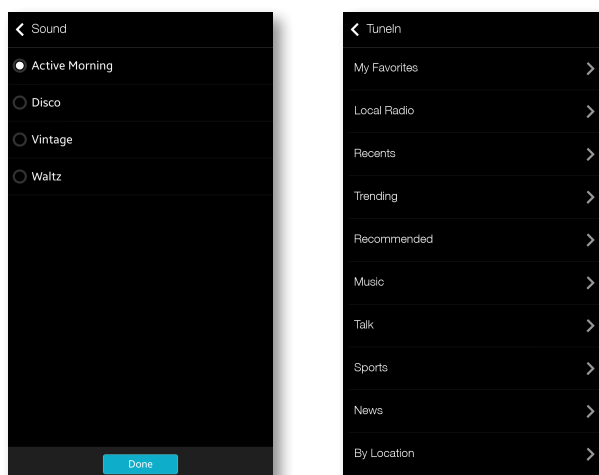 Sound
Active Morning
Disco
Vintage
Waltz
Done
TuneIn
My Favorites
Local Radio
Recents
Trending
Recommended
Music
Talk
Sports
News
By Location